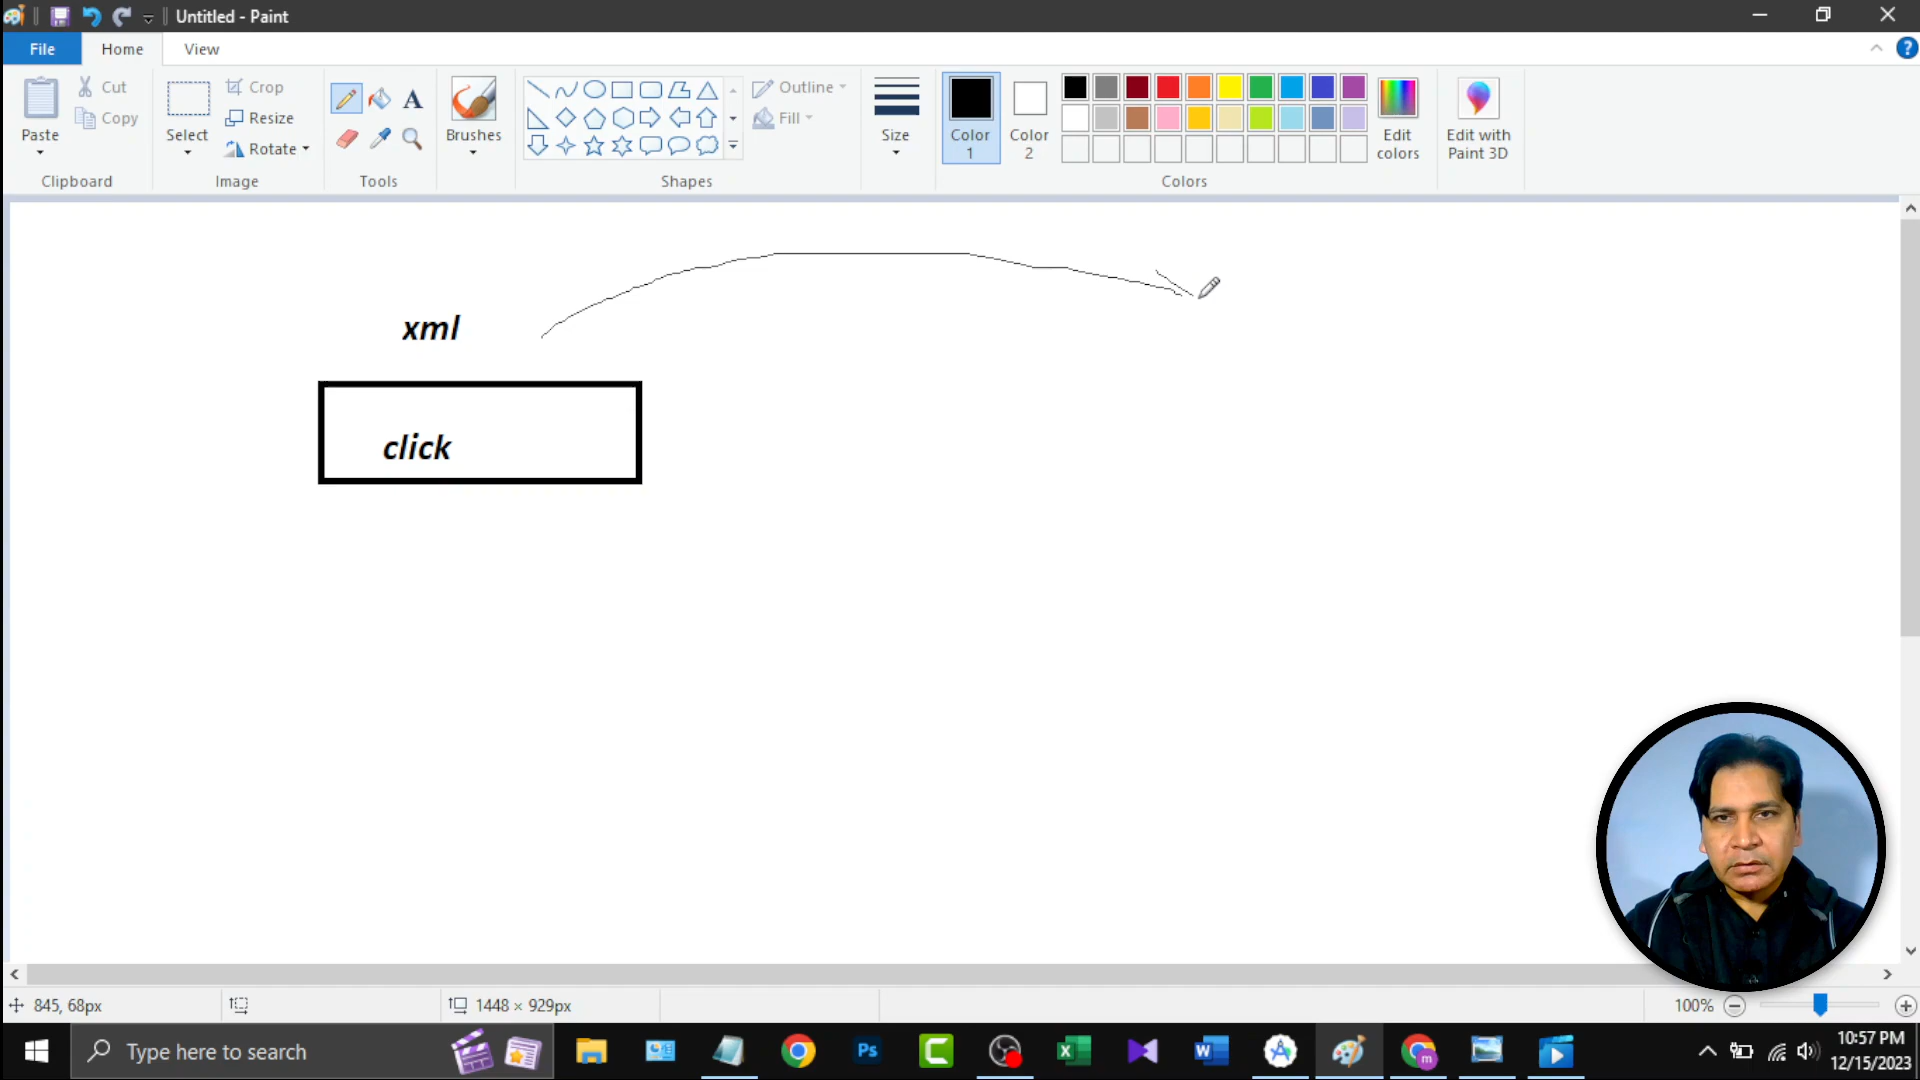 Untitled - Paint
File Home View
Paste
Cut
Copy
Clipboard
Select
Crop
Resize
Rotate
Image
A
Tools
Brushes
Shapes
Outline
Fill
Size
Color
1
Color
2
Edit
colors
Colors
Edit with
Paint 3D
xml
click
845, 68px
1448 × 929px
100%
Type here to search
Ps
10:57 PM
12/15/2023